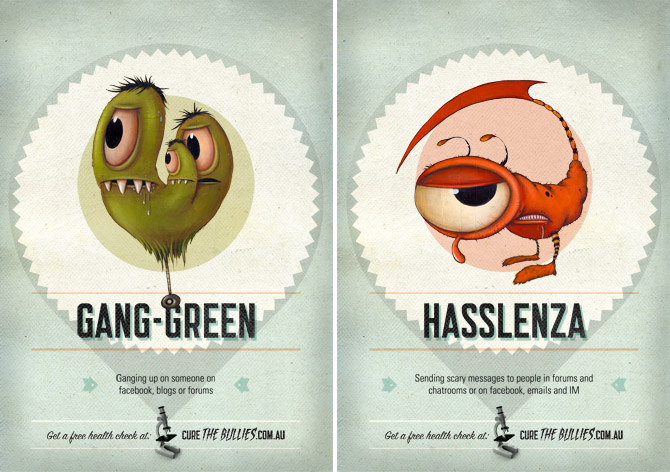 GANG-GREEN
Ganging up on someone on
facebook, blogs or forums
Get a free health check at:
CURE THE BULLIES.COM.AU
HASSLENZA
Sending scary messages to people in forums and
chatrooms or on facebook, emails and IM
Get a free health check at:
CURE THE BULLIES.COM.AU